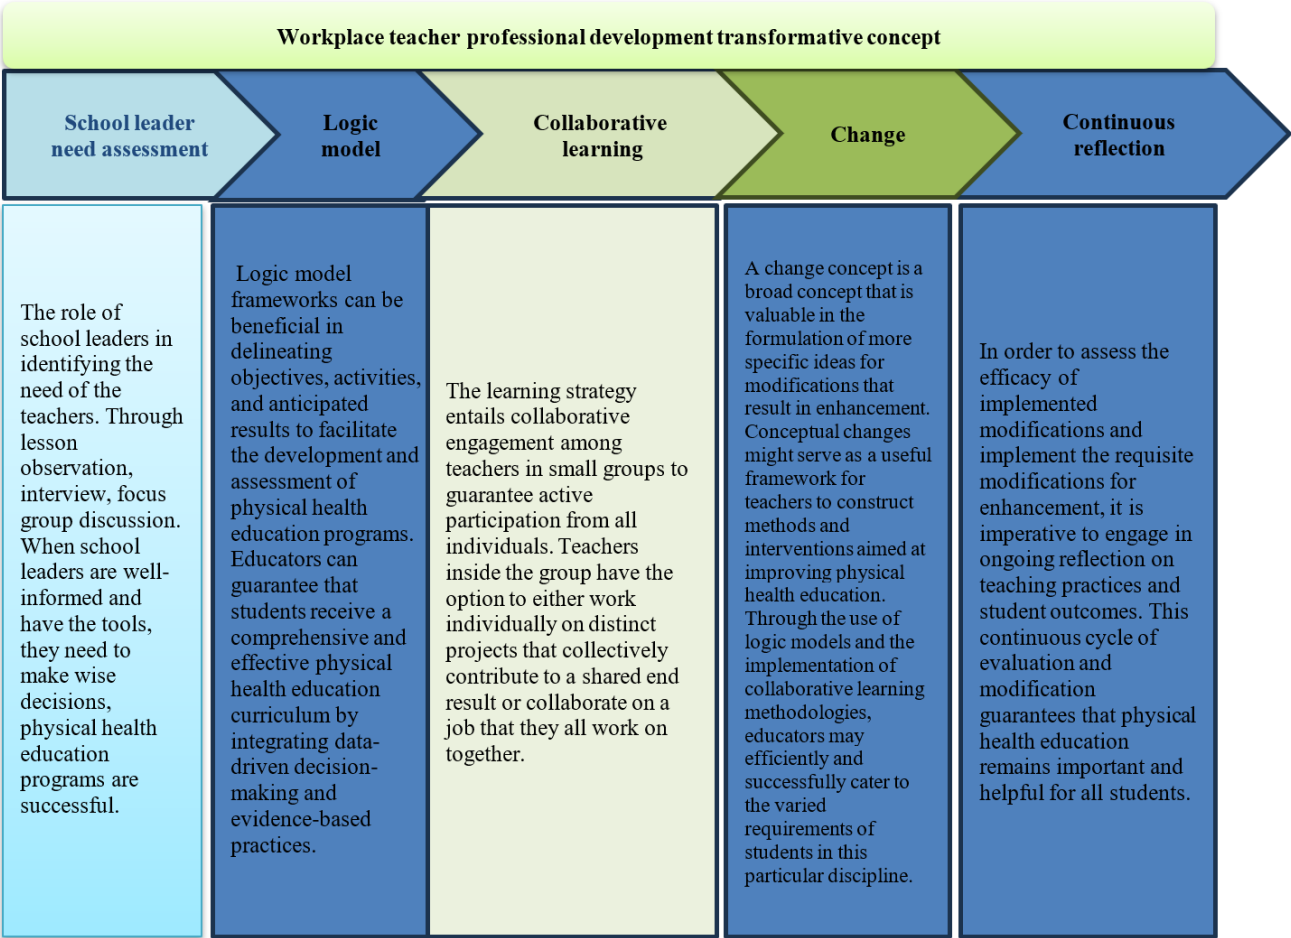 Workplace teacher professional development transformative concept
School leader
need assessment
Logic
model
Collaborative
learning
Change
Continuous
reflection
The role of
school leaders in
identifying the
need of the
teachers. Through
lesson
observation,
interview, focus
group discussion.
When school
leaders are well-
informed and
have the tools,
they need to
make wise
decisions,
physical health
education
programs are
successful.
Logic model
frameworks can be
beneficial in
delineating
objectives, activities,
and anticipated
results to facilitate
the development and
assessment of
physical health
education programs.
Educators can
guarantee that
students receive a
comprehensive and
effective physical
health education
curriculum by
integrating data-
driven decision-
making and
evidence-based
practices.
The learning strategy
entails collaborative
engagement among
teachers in small groups to
guarantee active
participation from all
individuals. Teachers
inside the group have the
option to either work
individually on distinct
projects that collectively
contribute to a shared end
result or collaborate on a
job that they all work on
together.
A change concept is a
broad concept that is
valuable in the
formulation of more
specific ideas for
modifications that
result in enhancement.
Conceptual changes
might serve as a useful
framework for
teachers to construct
methods and
interventions aimed at
improving physical
health education.
Through the use of
logic models and the
implementation of
collaborative learning
methodologies,
educators may
efficiently and
successfully cater to
the varied
requirements of
students in this
particular discipline.
In order to assess the
efficacy of
implemented
modifications and
implement the requisite
modifications for
enhancement, it is
imperative to engage in
ongoing reflection on
teaching practices and
student outcomes. This
continuous cycle of
evaluation and
modification
guarantees that physical
health education
remains important and
helpful for all students.